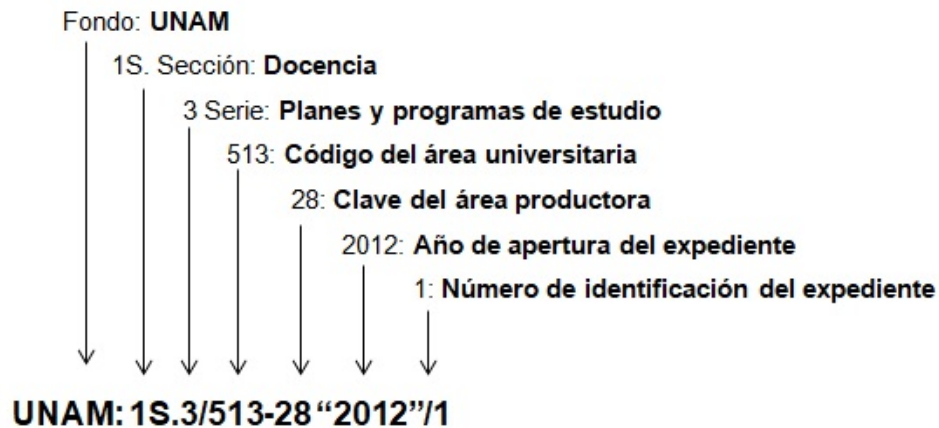 Fondo: UNAM
1S. Sección: Docencia
3 Serie: Planes y programas de estudio
513: Código del área universitaria
28: Clave del área productora
2012: Año de apertura del expediente
1: Número de identificación del expediente
UNAM: 1S.3/513-28 “2012”/1